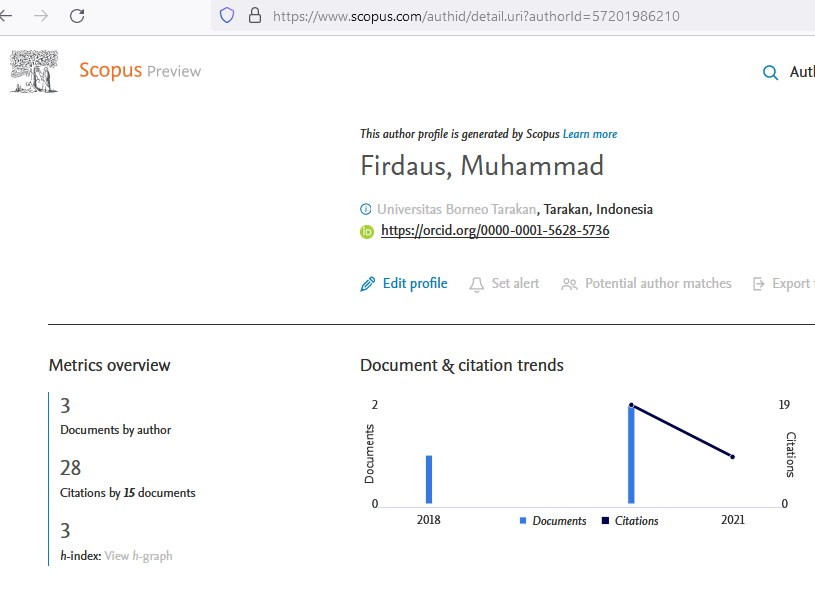 https://www.scopus.com/authid/detail.uri?authorId=57201986210
Scopus Preview
This author profile is generated by Scopus Learn more
Firdaus, Muhammad
Universitas Borneo Tarakan, Tarakan, Indonesia
iD https://orcid.org/0000-0001-5628-5736
Edit profile Set alert Potential author matches Export
Metrics overview
3
Documents by author
28
Citations by 15 documents
3
h-index: View h-graph
Document & citation trends
2 19
Documents
Citations
0 0
2018 Documents Citations 2021